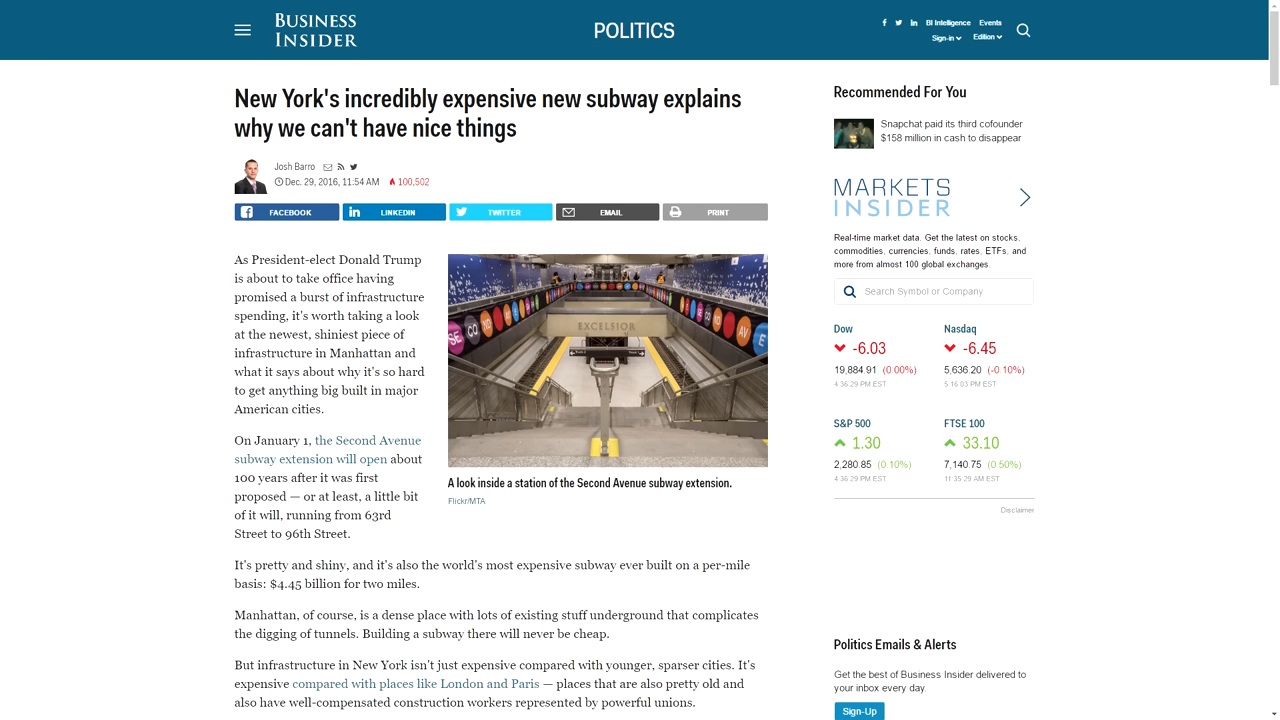 BUSINESS
INSIDER
POLITICS
BI Intelligence Events
Sign-in Edition
New York's incredibly expensive new subway explains
why we can't have nice things
Josh Barro
Dec. 29, 2016, 11:54 AM 100,502
FACEBOOK LINKEDIN TWITTER EMAIL PRINT
As President-elect Donald Trump
is about to take office having
promised a burst of infrastructure
spending, it's worth taking a look
at the newest, shiniest piece of
infrastructure in Manhattan and
what it says about why it's so hard
to get anything big built in major
American cities.
EXCELSIOR
A look inside a station of the Second Avenue subway extension.
Flickr/MTA
On January 1, the Second Avenue
subway extension will open about
100 years after it was first
proposed — or at least, a little bit
of it will, running from 63rd
Street to 96th Street.
It's pretty and shiny, and it's also the world's most expensive subway ever built on a per-mile
basis: $4.45 billion for two miles.
Manhattan, of course, is a dense place with lots of existing stuff underground that complicates
the digging of tunnels. Building a subway there will never be cheap.
But infrastructure in New York isn't just expensive compared with younger, sparser cities. It's
expensive compared with places like London and Paris — places that are also pretty old and
also have well-compensated construction workers represented by powerful unions.
Recommended For You
Snapchat paid its third cofounder
$158 million in cash to disappear
MARKETS
INSIDER
Real-time market data. Get the latest on stocks,
commodities, currencies, funds, rates, ETFs, and
more from almost 100 global exchanges.
Search Symbol or Company
Dow Nasdaq
-6.03 -6.45
19,884.91 (0.00%) 5,636.20 (-0.10%)
4:36:29 PM EST 5:16:03 PM EST
S&P 500 FTSE 100
1.30 33.10
2,280.85 (0.10%) 7,140.75 (0.50%)
4:36:29 PM EST 11:35:29 AM EST
Disclaimer
Politics Emails & Alerts
Get the best of Business Insider delivered to
your inbox every day.
Sign-Up